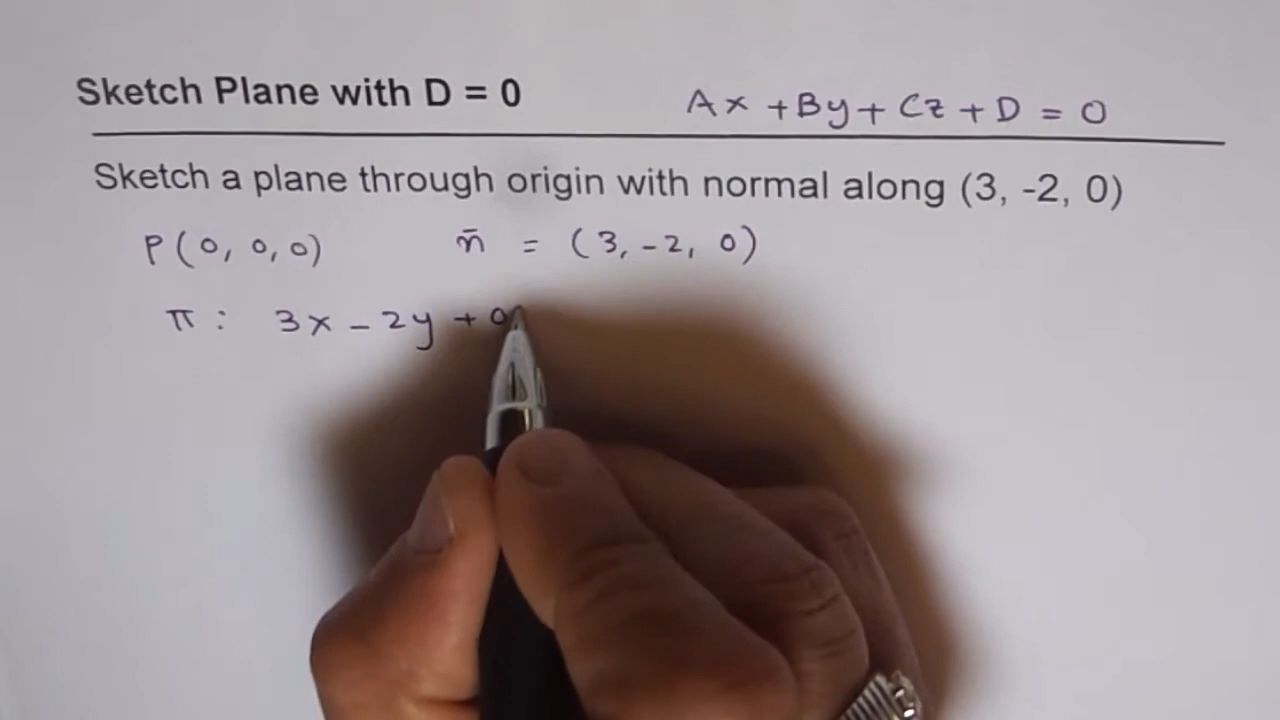 Sketch Plane with D = 0
Ax + By + Cz + D = 0
Sketch a plane through origin with normal along (3, -2, 0)
P(0, 0, 0) n̄ = (3, -2, 0)
π : 3x - 2y + 0